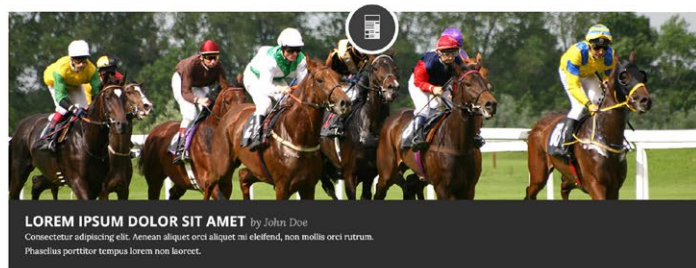 LOREM IPSUM DOLOR SIT AMET by John Doe
Consectetur adipiscing elit. Aenean aliquet orci aliquet mi eleifend, non mollis orci rutrum.
Phasellus porttitor tempus lorem non laoreet.